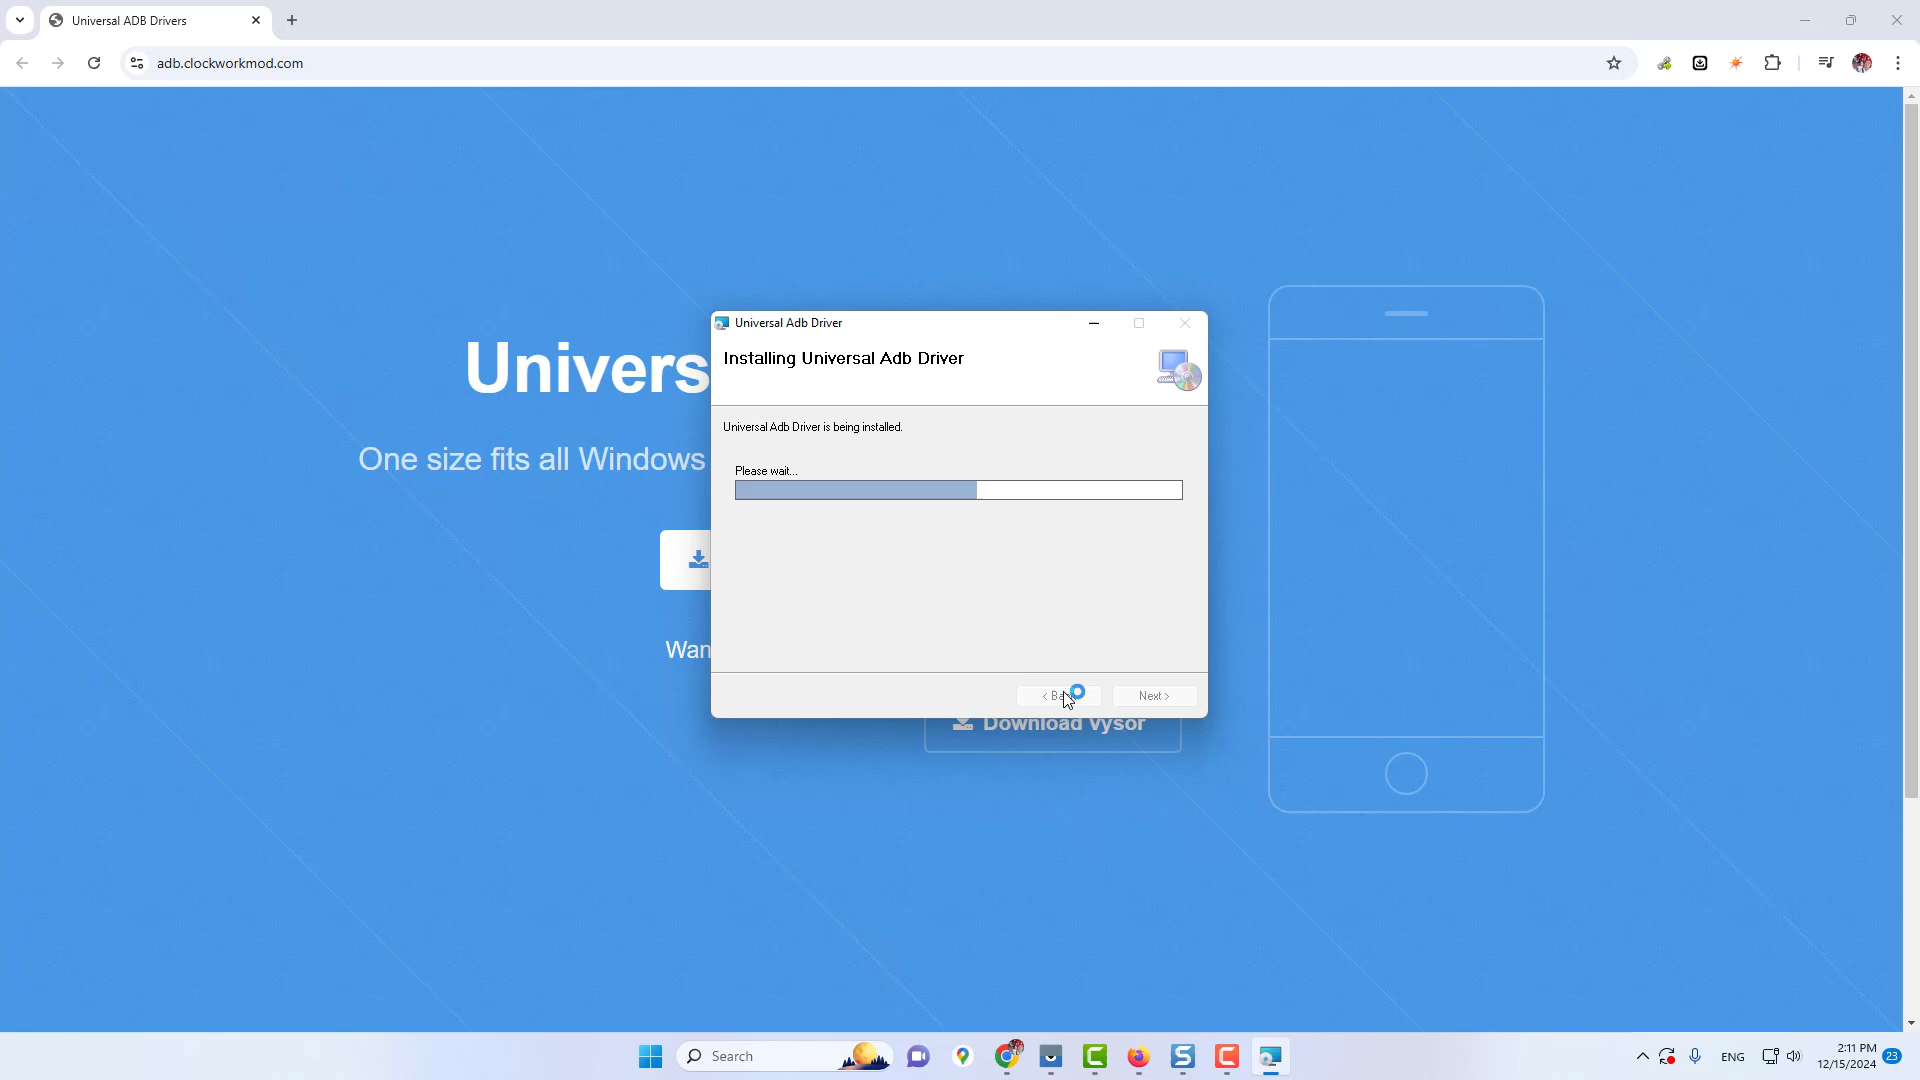 Universal ADB Drivers
adb.clockworkmod.com
Univers
One size fits all Windows
Wan
Download Vysor
Universal Adb Driver
Installing Universal Adb Driver
Universal Adb Driver is being installed.
Please wait...
Next >
Search
ENG
2:11 PM
12/15/2024
23